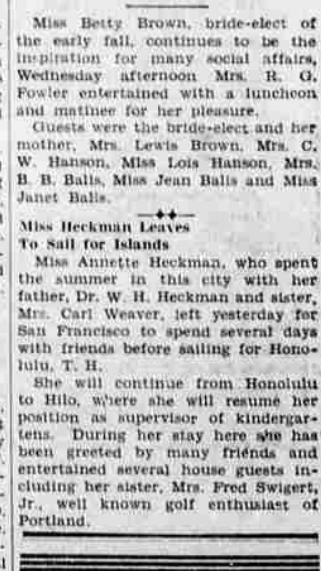 Miss Betty Brown, bride-elect of
the early fall, continues to be the
inspiration for many social affairs,
Wednesday afternoon Mrs. R. G.
Fowler entertained with a luncheon
and matinee for her pleasure.
Guests were the bride-elect and her
mother, Mrs. Lewis Brown, Mrs. C.
W. Hanson, Miss Lois Hanson, Mrs.
B. B. Balis, Miss Jean Balis and Miss
Janet Balis.
Miss Heckman Leaves
To Sail for Islands
Miss Annette Heckman, who spent
the summer in this city with her
father, Dr. W. H. Heckman and sister,
Mrs. Carl Weaver, left yesterday for
San Francisco to spend several days
with friends before sailing for Hono-
lulu, T. H.
She will continue from Honolulu
to Hilo, where she will resume her
position as supervisor of kindergar-
tens. During her stay here she has
been greeted by many friends and
entertained several house guests in-
cluding her sister, Mrs. Fred Swigert,
Jr., well known golf enthusiast of
Portland.